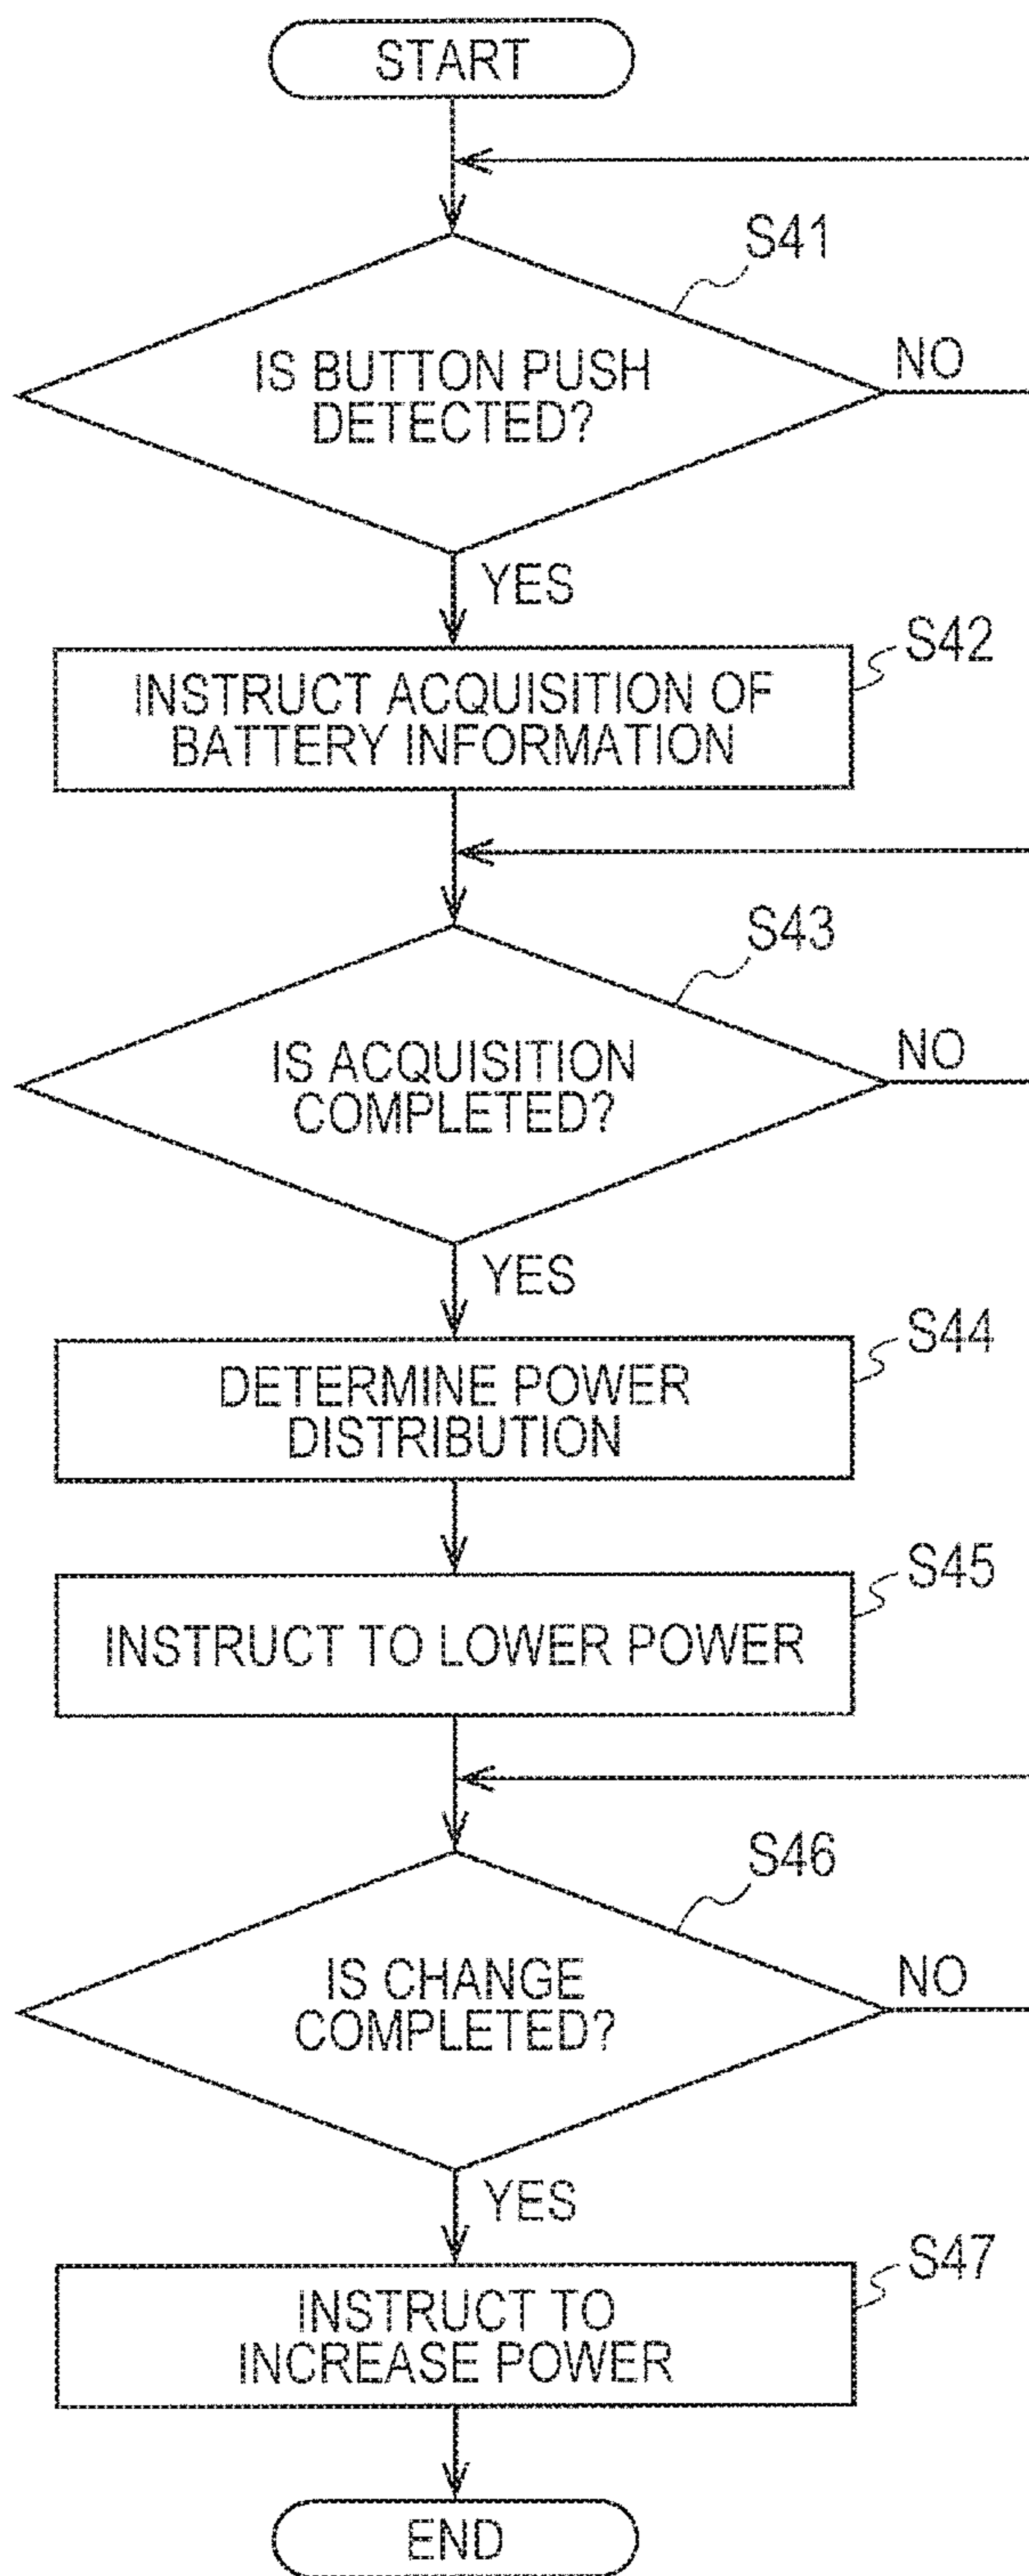 START
S41
IS BUTTON PUSH
DETECTED?
NO
YES
S42
INSTRUCT ACQUISITION OF
BATTERY INFORMATION
S43
IS ACQUISITION
COMPLETED?
NO
YES
S44
DETERMINE POWER
DISTRIBUTION
S45
INSTRUCT TO LOWER POWER
S46
IS CHANGE
COMPLETED?
NO
YES
S47
INSTRUCT TO
INCREASE POWER
END